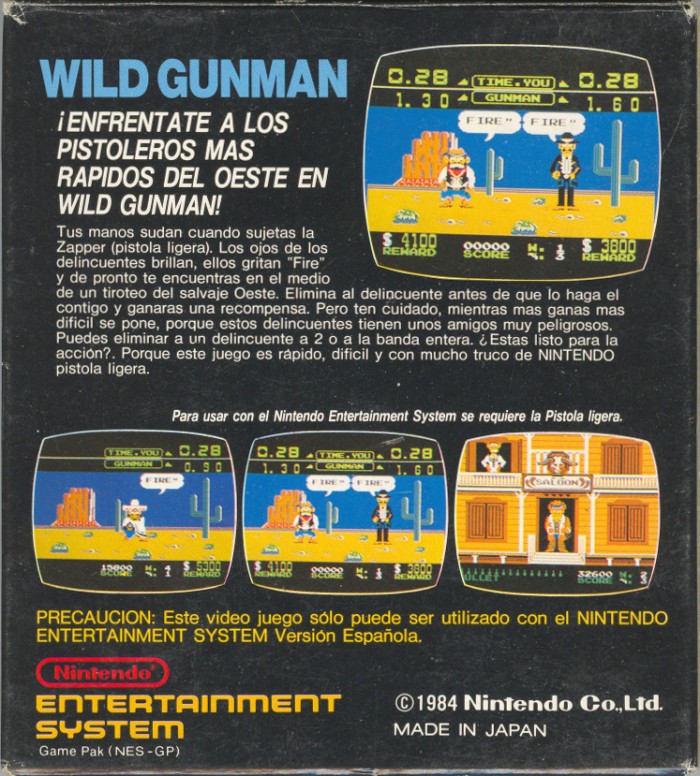 WILD GUNMAN
¡ENFRENTATE A LOS
PISTOLEROS MAS
RAPIDOS DEL OESTE EN
WILD GUNMAN!
Tus manos sudan cuando sujetas la
Zapper (pistola ligera). Los ojos de los
delincuentes brillan, ellos gritan "Fire"
y de pronto te encuentras en el medio
de un tiroteo del salvaje Oeste. Elimina al delincuente antes de que lo haga el
contigo y ganaras una recompensa. Pero ten cuidado, mientras mas ganas mas
dificil se pone, porque estos delincuentes tienen unos amigos muy peligrosos.
Puedes eliminar a un delincuente a 2 o a la banda entera. ¿Estas listo para la
acción?. Porque este juego es rápido, dificil y con mucho truco de NINTENDO
pistola ligera.
0.28 TIME.YOU 0.28
1.30 GUNMAN 1.60
FIRE" FIRE"
$ 4100 00000 $ 3800
REWARD SCORE REWARD
Para usar con el Nintendo Entertainment System se requiere la Pistola ligera.
TIME.YOU 0.28
GUNMAN 0.90
FIRE"
15800 $ 5300
SCORE REWARD
0.28 TIME.YOU 0.28
1.30 GUNMAN 1.60
FIRE" FIRE"
$ 4100 00000 $ 3800
REWARD SCORE REWARD
SALOON
ULLET 32600
SCORE
PRECAUCION: Este video juego sólo puede ser utilizado con el NINTENDO
ENTERTAINMENT SYSTEM Versión Española.
Nintendo®
ENTERTAINMENT
SYSTEM
Game Pak (NES-GP)
©1984 Nintendo Co.,Ltd.
MADE IN JAPAN